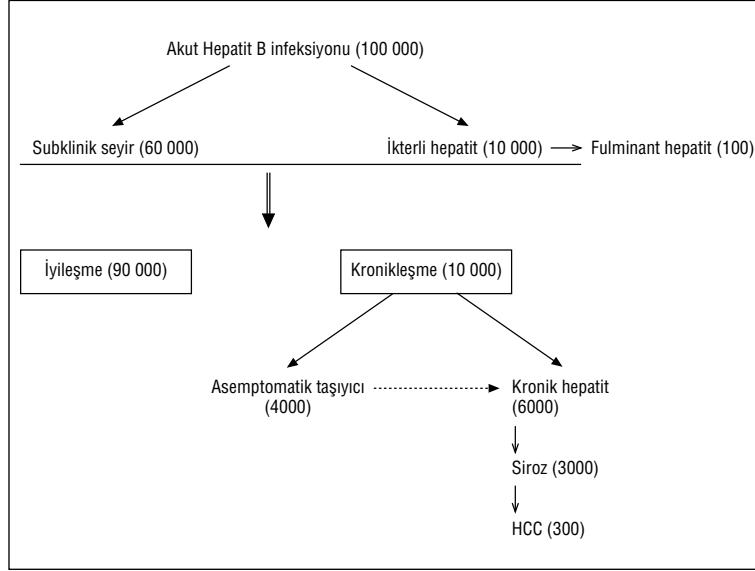 Akut Hepatit B infeksiyonu (100 000)
Subklinik seyir (60 000)
İkterli hepatit (10 000)
Fulminant hepatit (100)
İyileşme (90 000)
Kronikleşme (10 000)
Asemptomatik taşıyıcı
(4000)
Kronik hepatit
(6000)
Siroz (3000)
HCC (300)